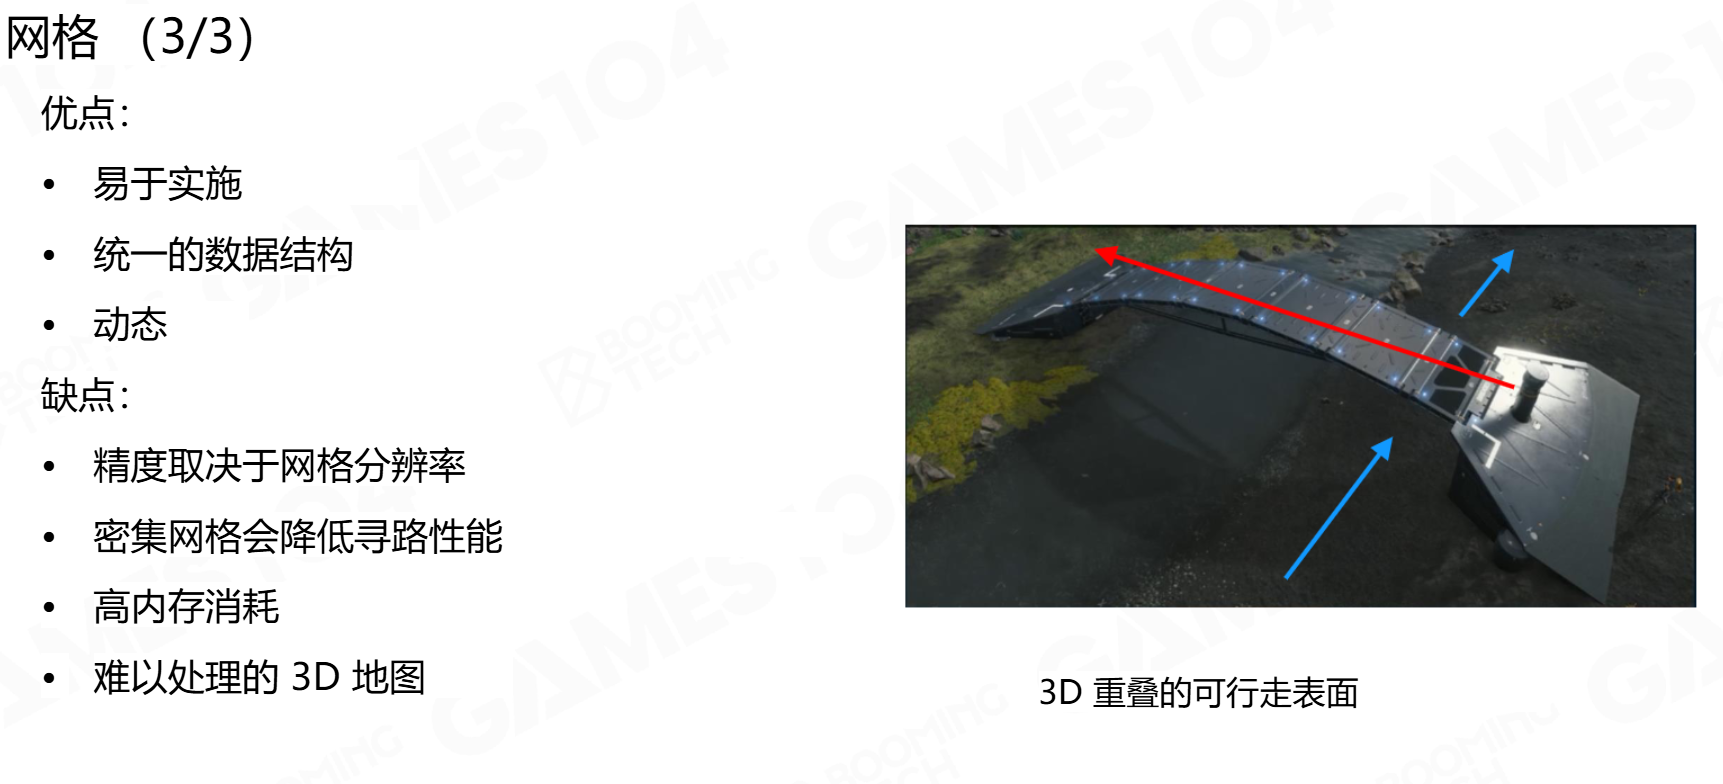 网格 （3/3）
优点：
• 易于实施
• 统一的数据结构
• 动态
缺点：
• 精度取决于网格分辨率
• 密集网格会降低寻路性能
• 高内存消耗
• 难以处理的 3D 地图
3D 重叠的可行走表面
GAMES104
BOOMING TECH